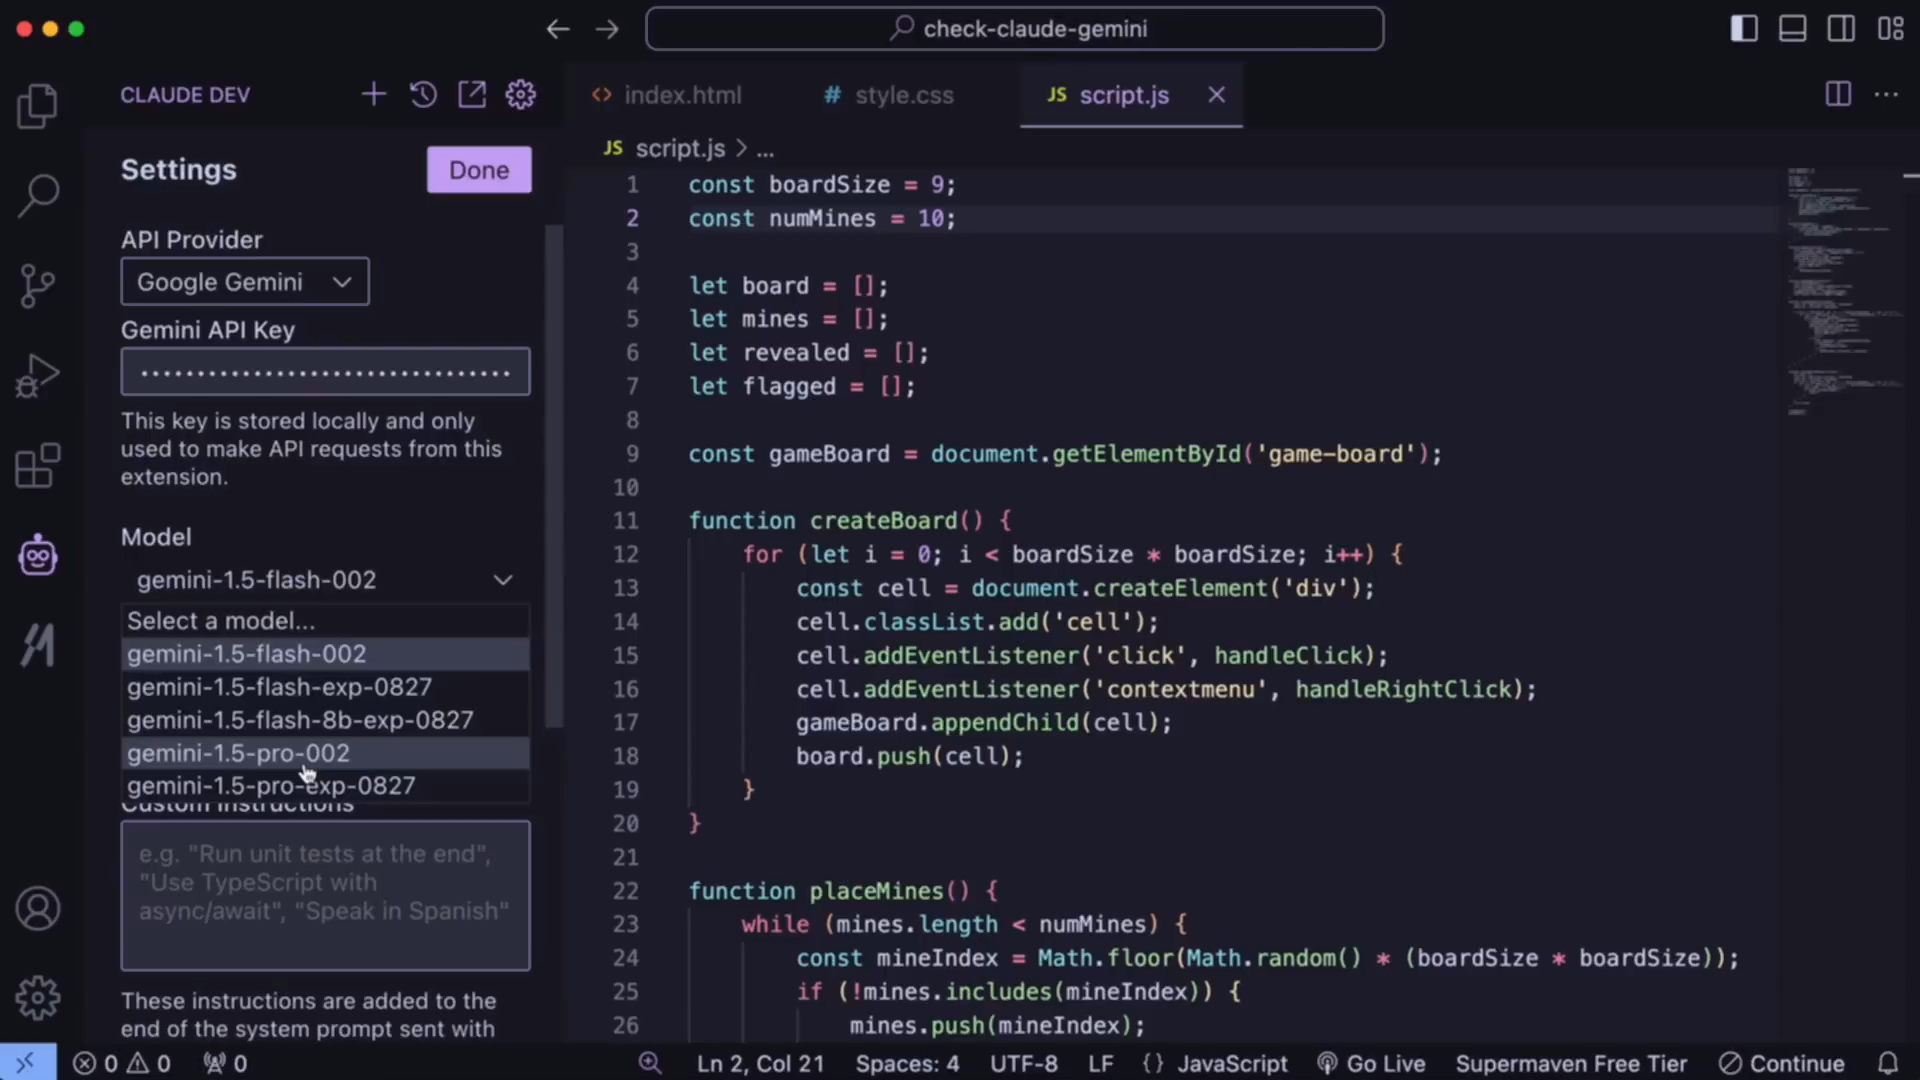 check-claude-gemini
CLAUDE DEV
Settings
Done
API Provider
Google Gemini
Gemini API Key
This key is stored locally and only
used to make API requests from this
extension.
Model
gemini-1.5-flash-002
Select a model...
gemini-1.5-flash-002
gemini-1.5-flash-exp-0827
gemini-1.5-flash-8b-exp-0827
gemini-1.5-pro-002
gemini-1.5-pro-exp-0827
Custom Instructions
e.g. "Run unit tests at the end",
"Use TypeScript with
async/await", "Speak in Spanish"
These instructions are added to the
end of the system prompt sent with
<> index.html
# style.css
JS script.js
JS script.js > ...
1 const boardSize = 9;
2 const numMines = 10;
3
4 let board = [];
5 let mines = [];
6 let revealed = [];
7 let flagged = [];
8
9 const gameBoard = document.getElementById('game-board');
10
11 function createBoard() {
12 for (let i = 0; i < boardSize * boardSize; i++) {
13 const cell = document.createElement('div');
14 cell.classList.add('cell');
15 cell.addEventListener('click', handleClick);
16 cell.addEventListener('contextmenu', handleRightClick);
17 gameBoard.appendChild(cell);
18 board.push(cell);
19 }
20 }
21
22 function placeMines() {
23 while (mines.length < numMines) {
24 const mineIndex = Math.floor(Math.random() * (boardSize * boardSize));
25 if (!mines.includes(mineIndex)) {
26 mines.push(mineIndex);
0 0 0
Ln 2, Col 21 Spaces: 4 UTF-8 LF {} JavaScript Go Live Supermaven Free Tier Continue